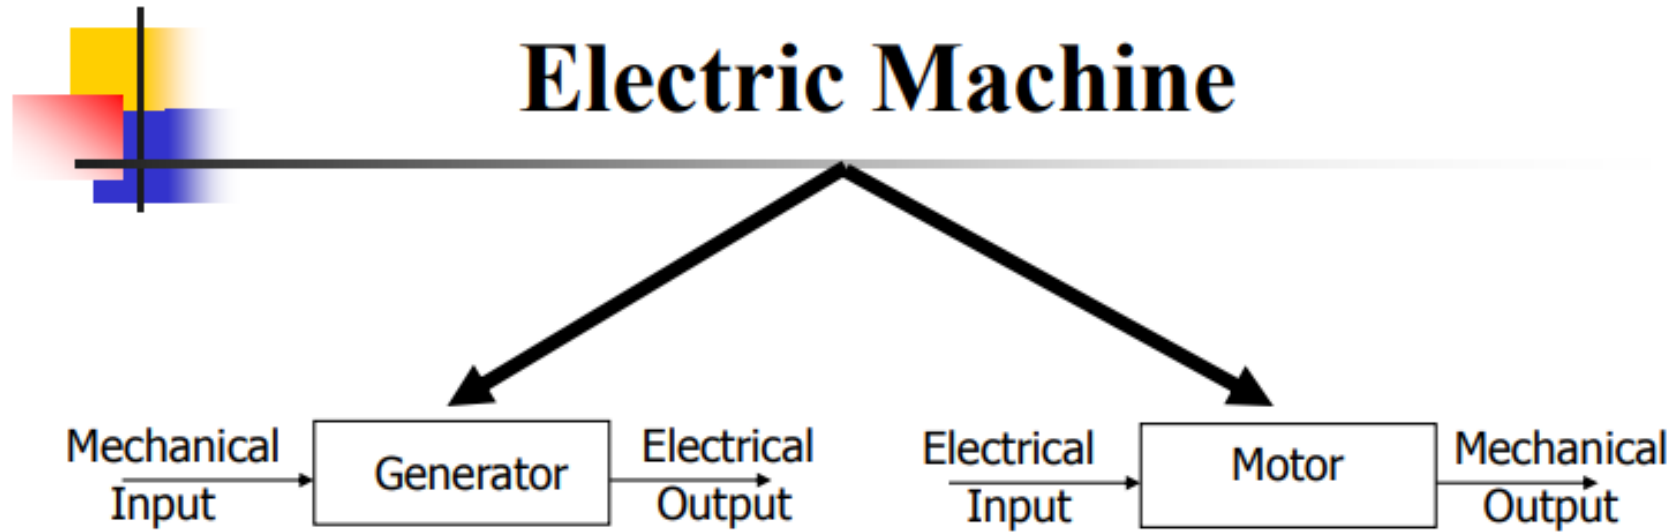 Electric Machine
Mechanical
Input
Generator
Electrical
Output
Electrical
Input
Motor
Mechanical
Output